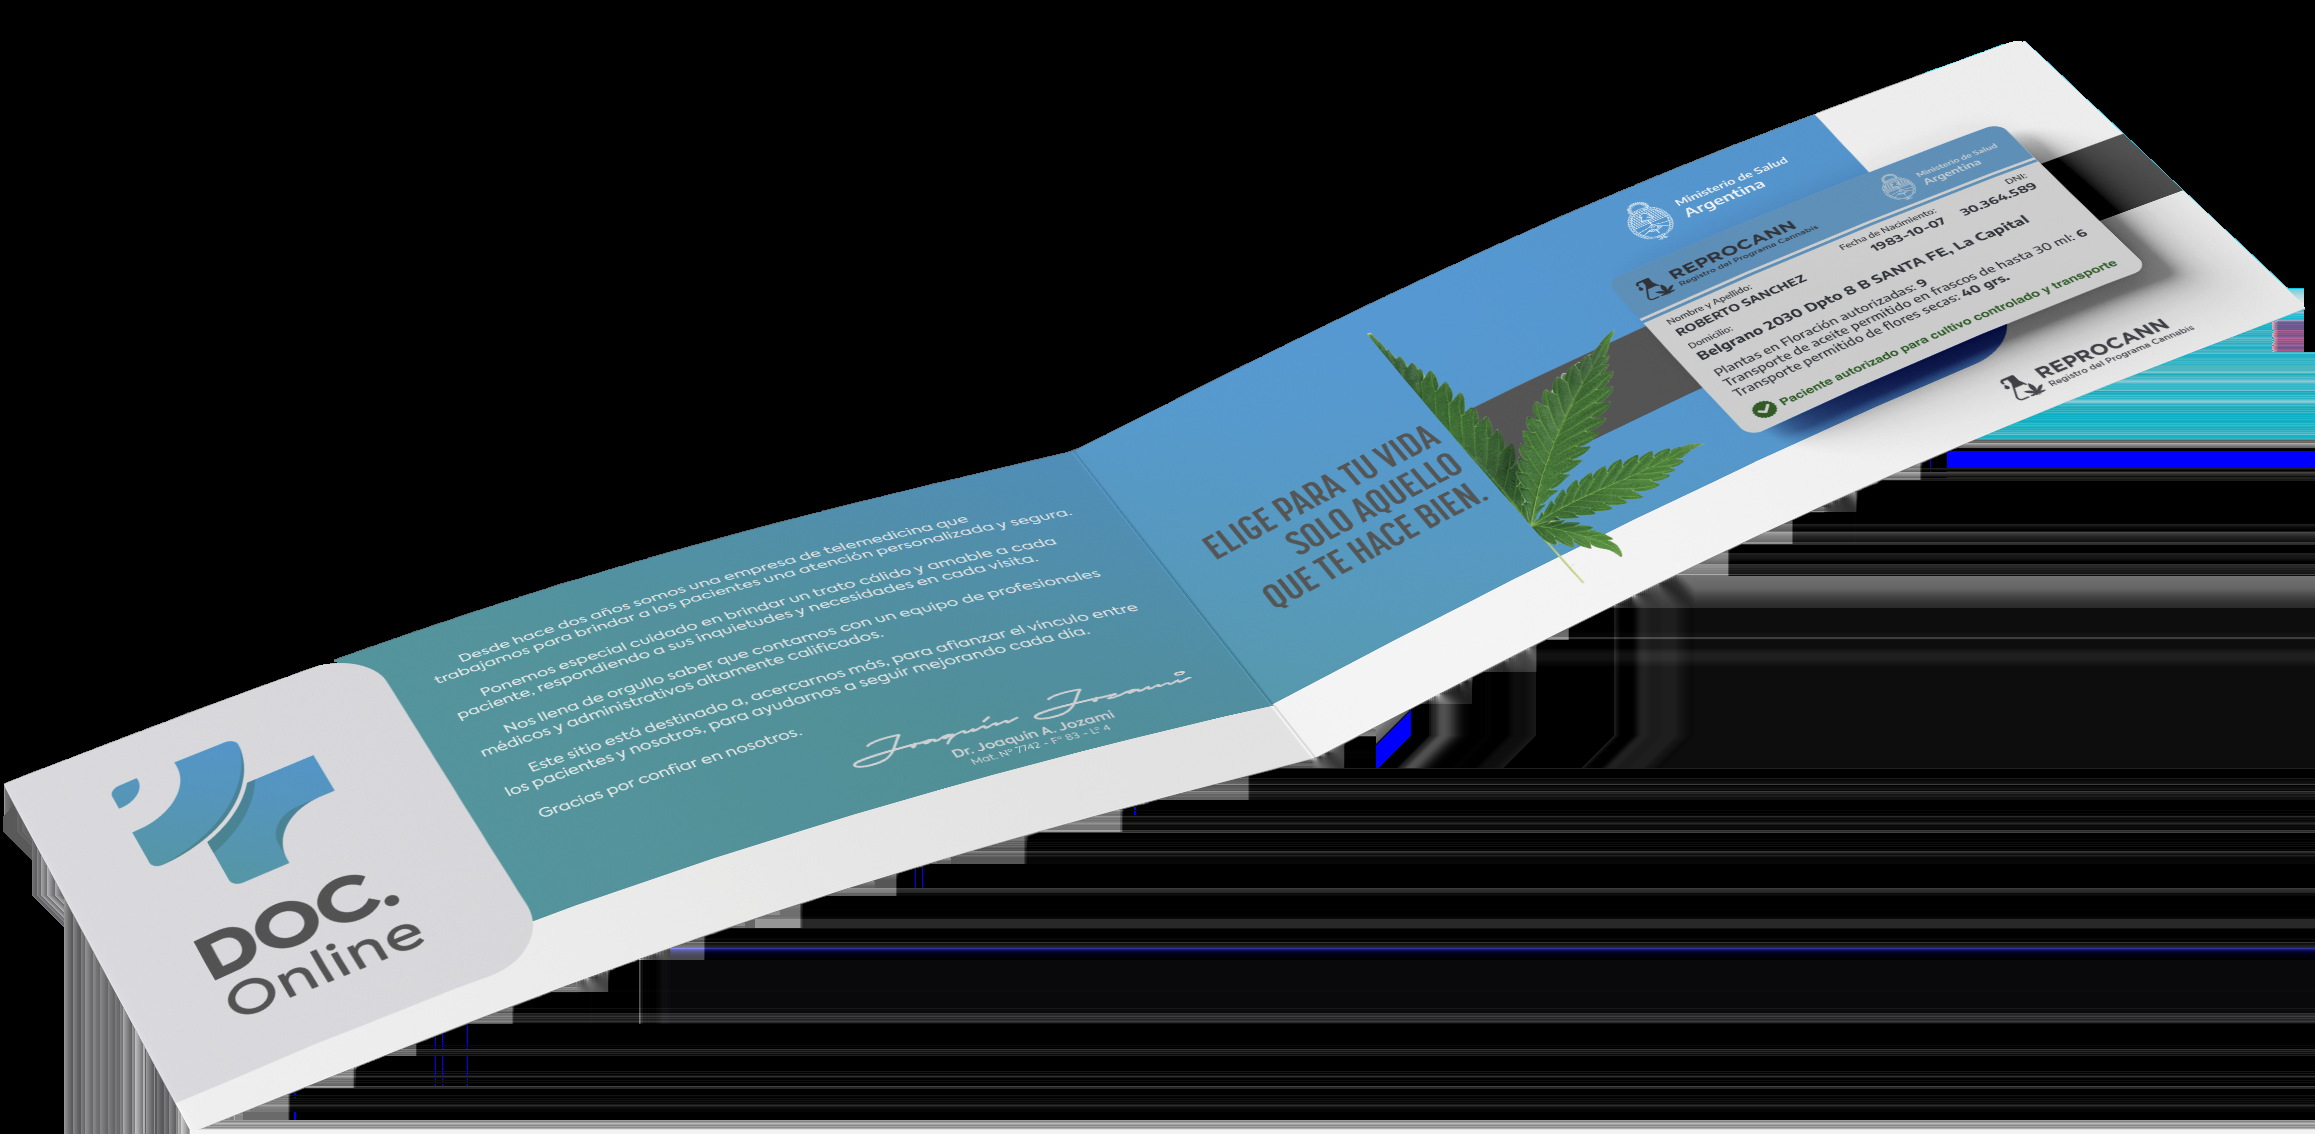 DOC.
Online
Desde hace dos años somos una empresa de telemedicina que
trabajamos para brindar a los pacientes una atención personalizada y segura.
Ponemos especial cuidado en brindar un trato cálido y amable a cada
paciente, respondiendo a sus inquietudes y necesidades en cada visita.
Nos llena de orgullo saber que contamos con un equipo de profesionales
médicos y administrativos altamente calificados.
Este sitio está destinado a, acercarnos más, para afianzar el vínculo entre
los pacientes y nosotros, para ayudarnos a seguir mejorando cada día.
Gracias por confiar en nosotros.
Joaquín Jozami
Dr. Joaquín A. Jozami
Mat. N° 7742 - F° 83 - L° 4
ELIGE PARA TU VIDA
SOLO AQUELLO
QUE TE HACE BIEN.
Ministerio de Salud
Argentina
REPROCANN
Registro del Programa Cannabis
Ministerio de Salud
Argentina
Nombre y Apellido:
ROBERTO SANCHEZ
Fecha de Nacimiento:
1983-10-07
DNI:
30.364.589
Domicilio:
Belgrano 2030 Dpto 8 B SANTA FE, La Capital
Plantas en Floración autorizadas: 9
Transporte de aceite permitido en frascos de hasta 30 ml: 6
Transporte permitido de flores secas: 40 grs.
Paciente autorizado para cultivo controlado y transporte
REPROCANN
Registro del Programa Cannabis